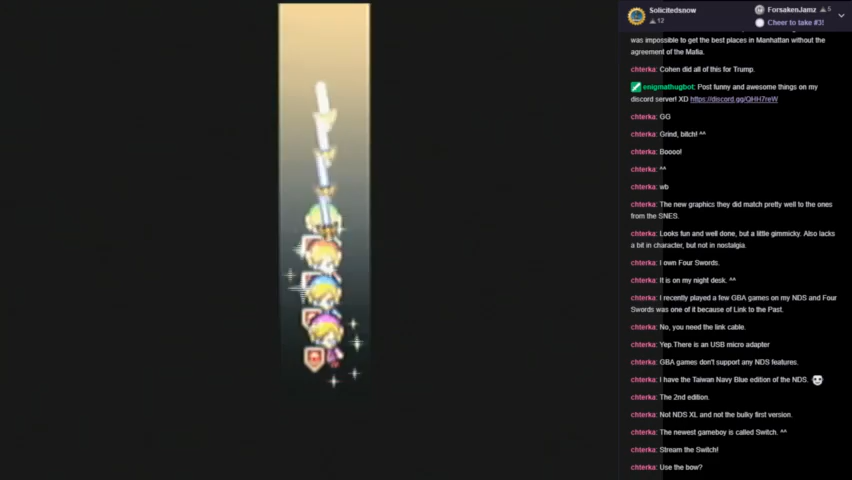 Solicitedsnow
12
ForsakenJamz 5
Cheer to take #3!
was impossible to get the best places in Manhattan without the
agreement of the Mafia.
chterka: Cohen did all of this for Trump.
enigmathugbot: Post funny and awesome things on my
discord server! XD https://discord.gg/QHH7reW
chterka: GG
chterka: Grind, bitch! ^^
chterka: Boooo!
chterka: ^^
chterka: wb
chterka: The new graphics they did match pretty well to the ones
from the SNES.
chterka: Looks fun and well done, but a little gimmicky. Also lacks
a bit in character, but not in nostalgia.
chterka: I own Four Swords.
chterka: It is on my night desk. ^^
chterka: I recently played a few GBA games on my NDS and Four
Swords was one of it because of Link to the Past.
chterka: No, you need the link cable.
chterka: Yep.There is an USB micro adapter
chterka: GBA games don't support any NDS features.
chterka: I have the Taiwan Navy Blue edition of the NDS.
chterka: The 2nd edition.
chterka: Not NDS XL and not the bulky first version.
chterka: The newest gameboy is called Switch. ^^
chterka: Stream the Switch!
chterka: Use the bow?